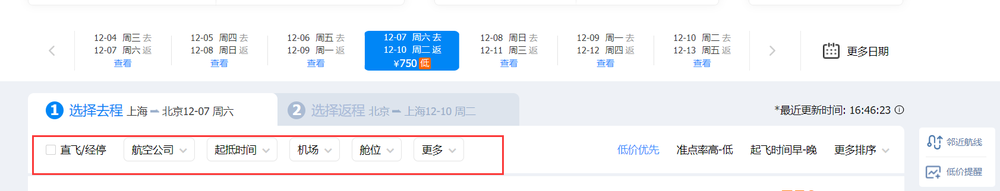 12-04 周三 去
12-07 周六 返
查看
12-05 周四 去
12-08 周日 返
查看
12-06 周五 去
12-09 周一 返
查看
12-07 周六 去
12-10 周二 返
¥750 低
12-08 周日 去
12-11 周三 返
查看
12-09 周一 去
12-12 周四 返
查看
12-10 周二 去
12-13 周五 返
查看
更多日期
1 选择去程 上海 北京12-07 周六
2 选择返程 北京 上海12-10 周二
*最近更新时间: 16:46:23
直飞/经停 航空公司 起抵时间 机场 舱位 更多
低价优先 准点率高-低 起飞时间早-晚 更多排序
邻近航线
低价提醒